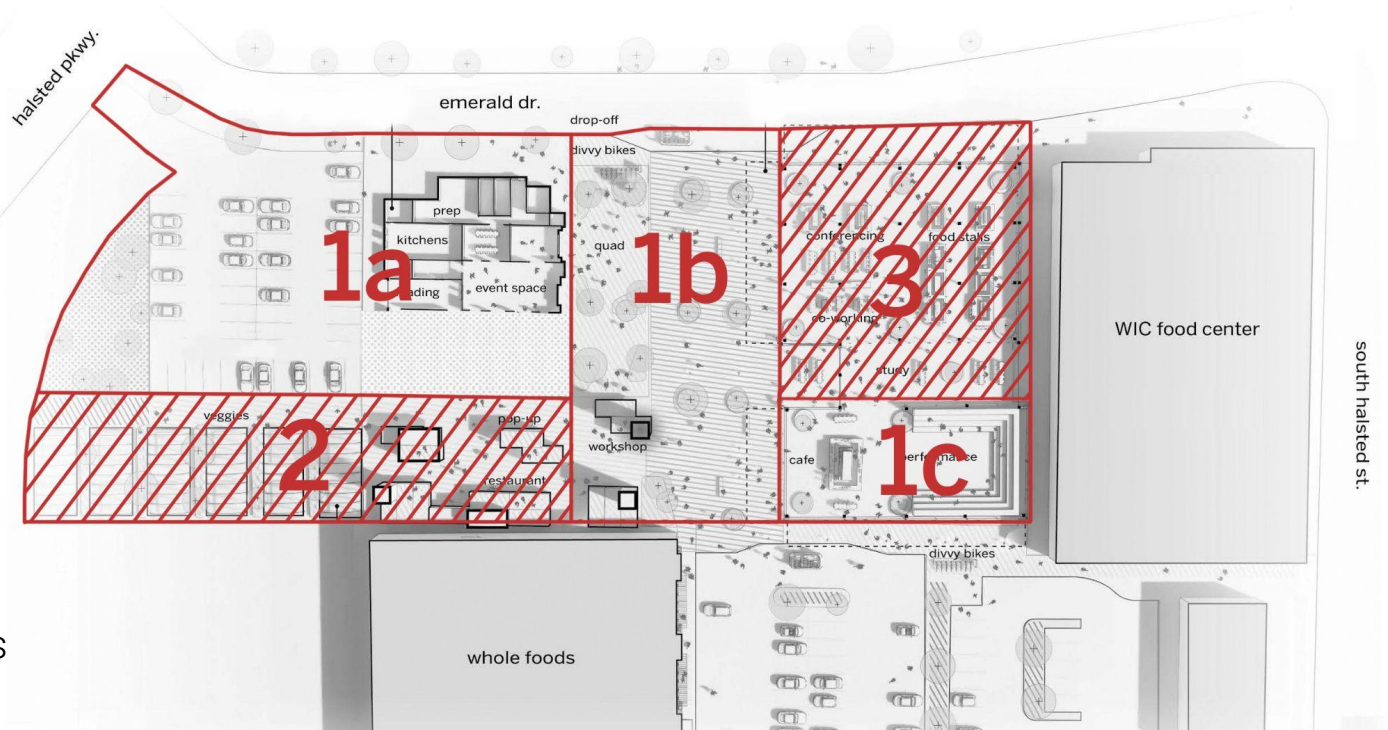 halsted pkwy.
emerald dr.
drop-off
divvy bikes
prep
kitchens
quad
conferencing
food stalls
1a
1b
3
event space
co-working
WIC food center
study
south halsted st.
veggies
pop-up
2
workshop
cafe
performance
1c
restaurant
divvy bikes
whole foods
s